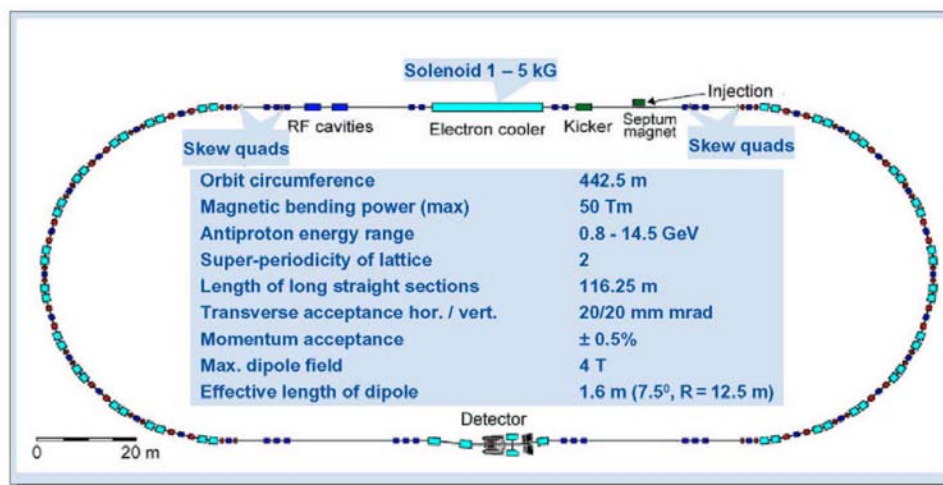 Solenoid 1 – 5 kG
Injection
RF cavities
Electron cooler
Kicker
Septum
magnet
Skew quads
Skew quads
Orbit circumference 442.5 m
Magnetic bending power (max) 50 Tm
Antiproton energy range 0.8 - 14.5 GeV
Super-periodicity of lattice 2
Length of long straight sections 116.25 m
Transverse acceptance hor. / vert. 20/20 mm mrad
Momentum acceptance ± 0.5%
Max. dipole field 4 T
Effective length of dipole 1.6 m (7.5⁰, R = 12.5 m)
Detector
0 20 m